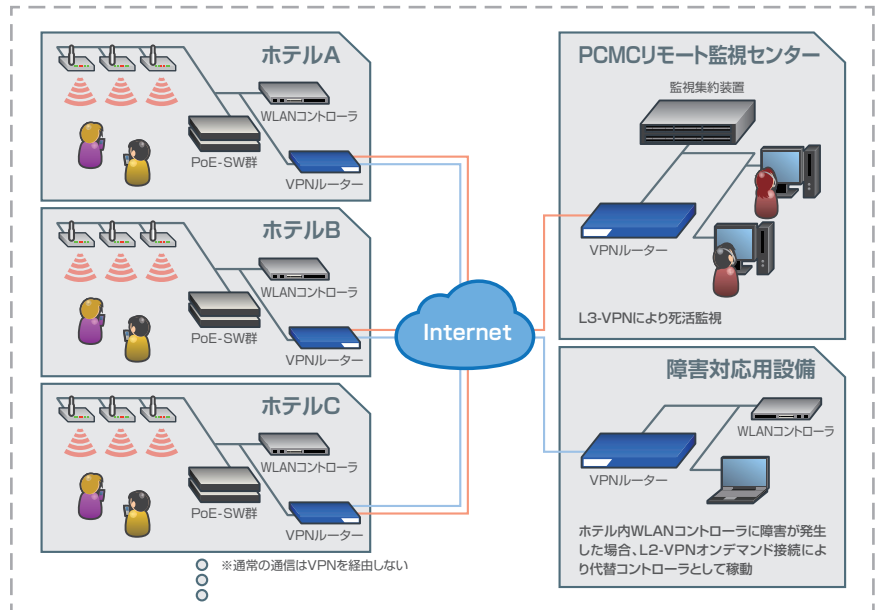 ホテルA
WLANコントローラ
PoE-SW群
VPNルーター
ホテルB
WLANコントローラ
PoE-SW群
VPNルーター
ホテルC
WLANコントローラ
PoE-SW群
VPNルーター
※通常の通信はVPNを経由しない
Internet
PCMCリモート監視センター
監視集約装置
VPNルーター
L3-VPNにより死活監視
障害対応用設備
WLANコントローラ
VPNルーター
ホテル内WLANコントローラに障害が発生
した場合、L2-VPNオンデマンド接続によ
り代替コントローラとして稼動